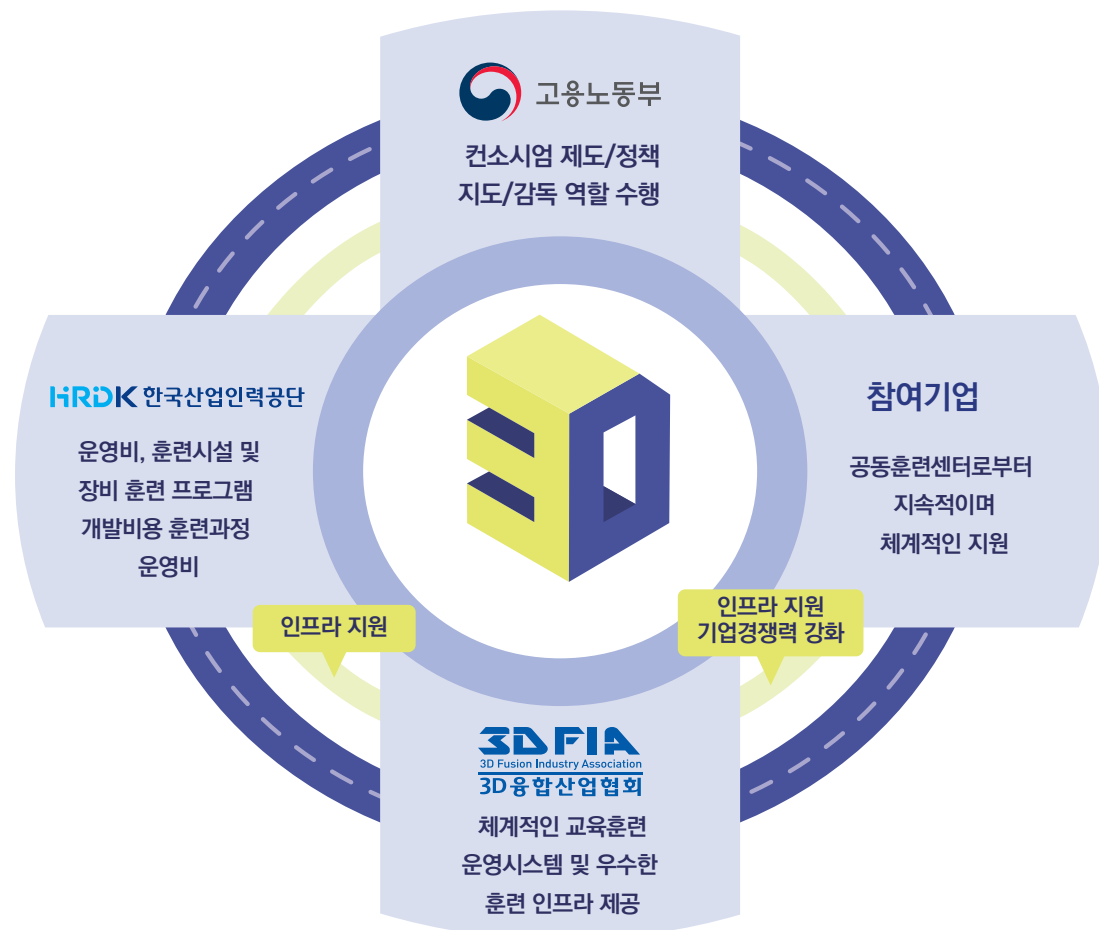 고용노동부
컨소시엄 제도/정책
지도/감독 역할 수행
HRDK 한국산업인력공단
운영비, 훈련시설 및
장비 훈련 프로그램
개발비용 훈련과정
운영비
참여기업
공동훈련센터로부터
지속적이며
체계적인 지원
3D
인프라 지원
인프라 지원
기업경쟁력 강화
3D FIA
3D Fusion Industry Association
3D융합산업협회
체계적인 교육훈련
운영시스템 및 우수한
훈련 인프라 제공